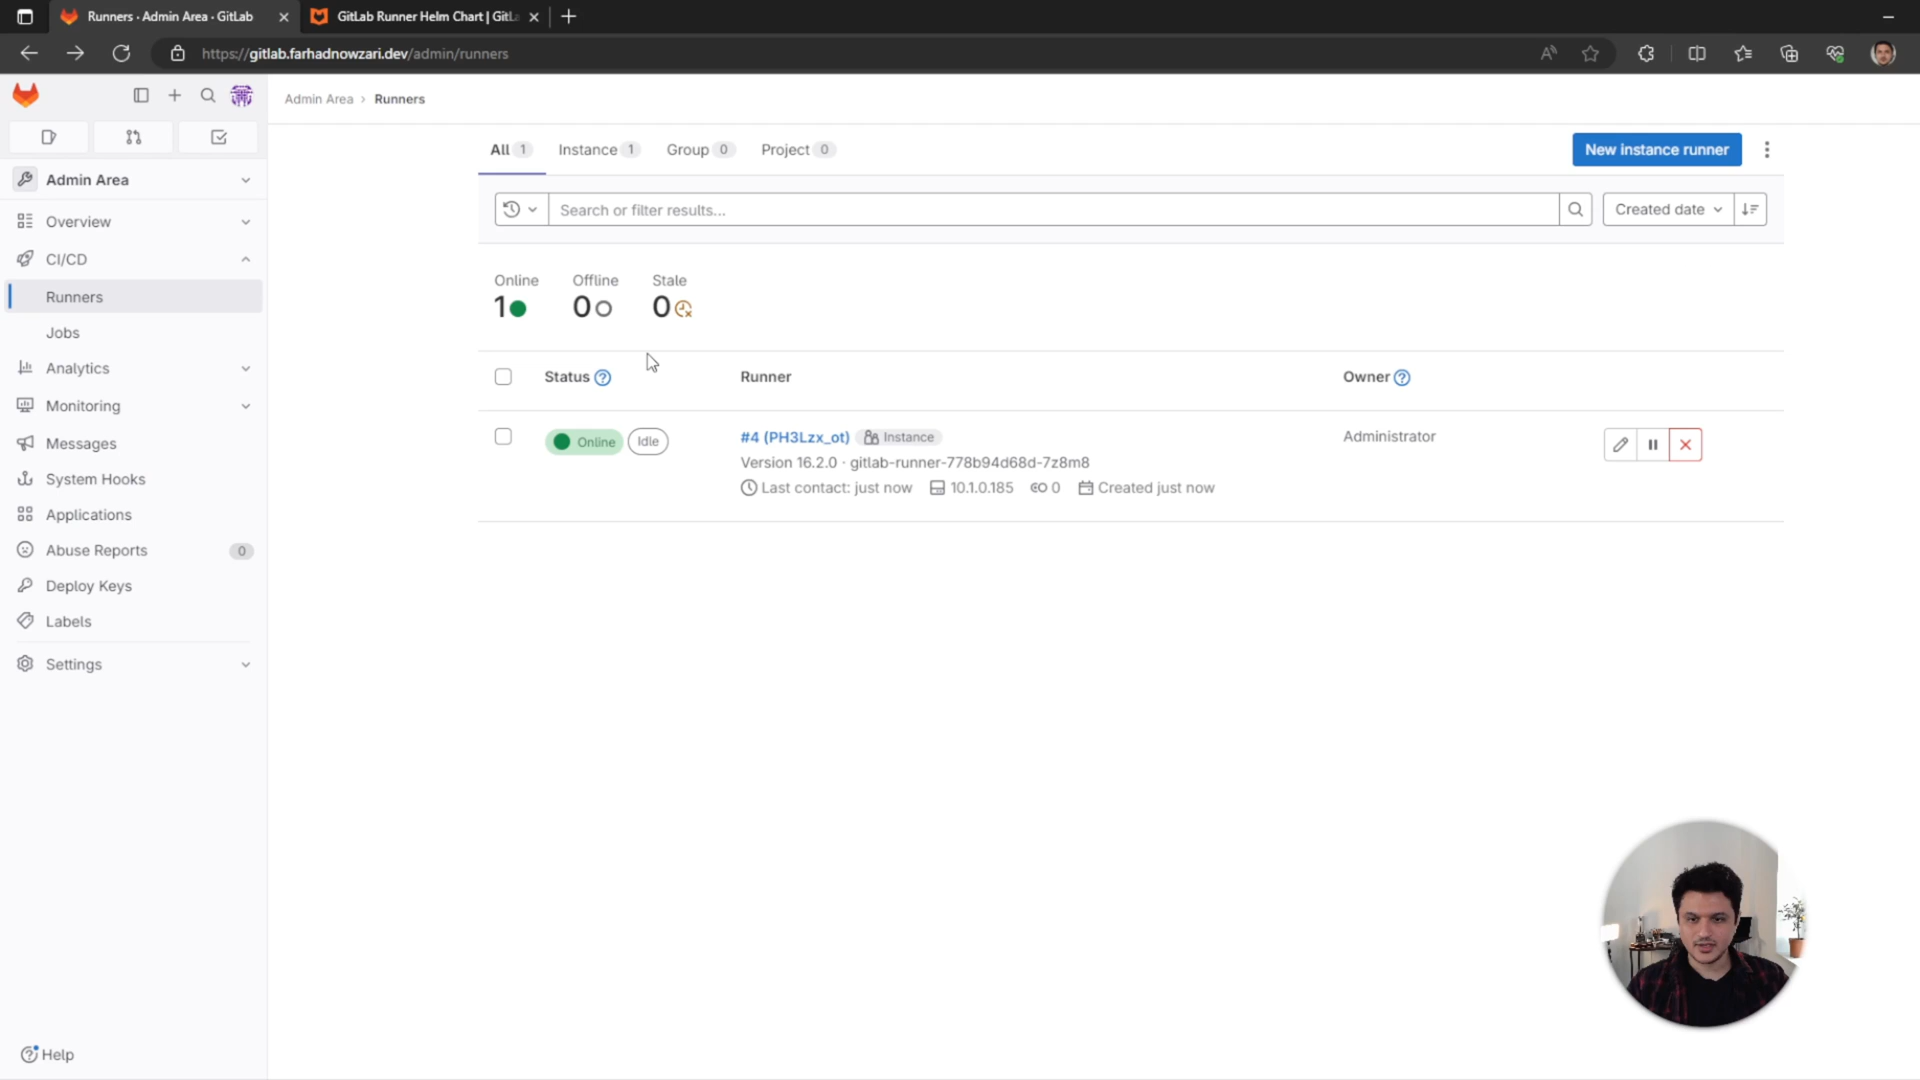 Runners · Admin Area · GitLab
GitLab Runner Helm Chart | GitL
https://gitlab.farhadnowzari.dev/admin/runners
Admin Area › Runners
Admin Area
Overview
CI/CD
Runners
Jobs
Analytics
Monitoring
Messages
System Hooks
Applications
Abuse Reports 0
Deploy Keys
Labels
Settings
Help
All 1 Instance 1 Group 0 Project 0 New instance runner
Search or filter results... Created date
Online Offline Stale
1 0 0
Status Runner Owner
Online Idle #4 (PH3Lzx_ot) Instance Administrator
Version 16.2.0 · gitlab-runner-778b94d68d-7z8m8
Last contact: just now 10.1.0.185 0 Created just now